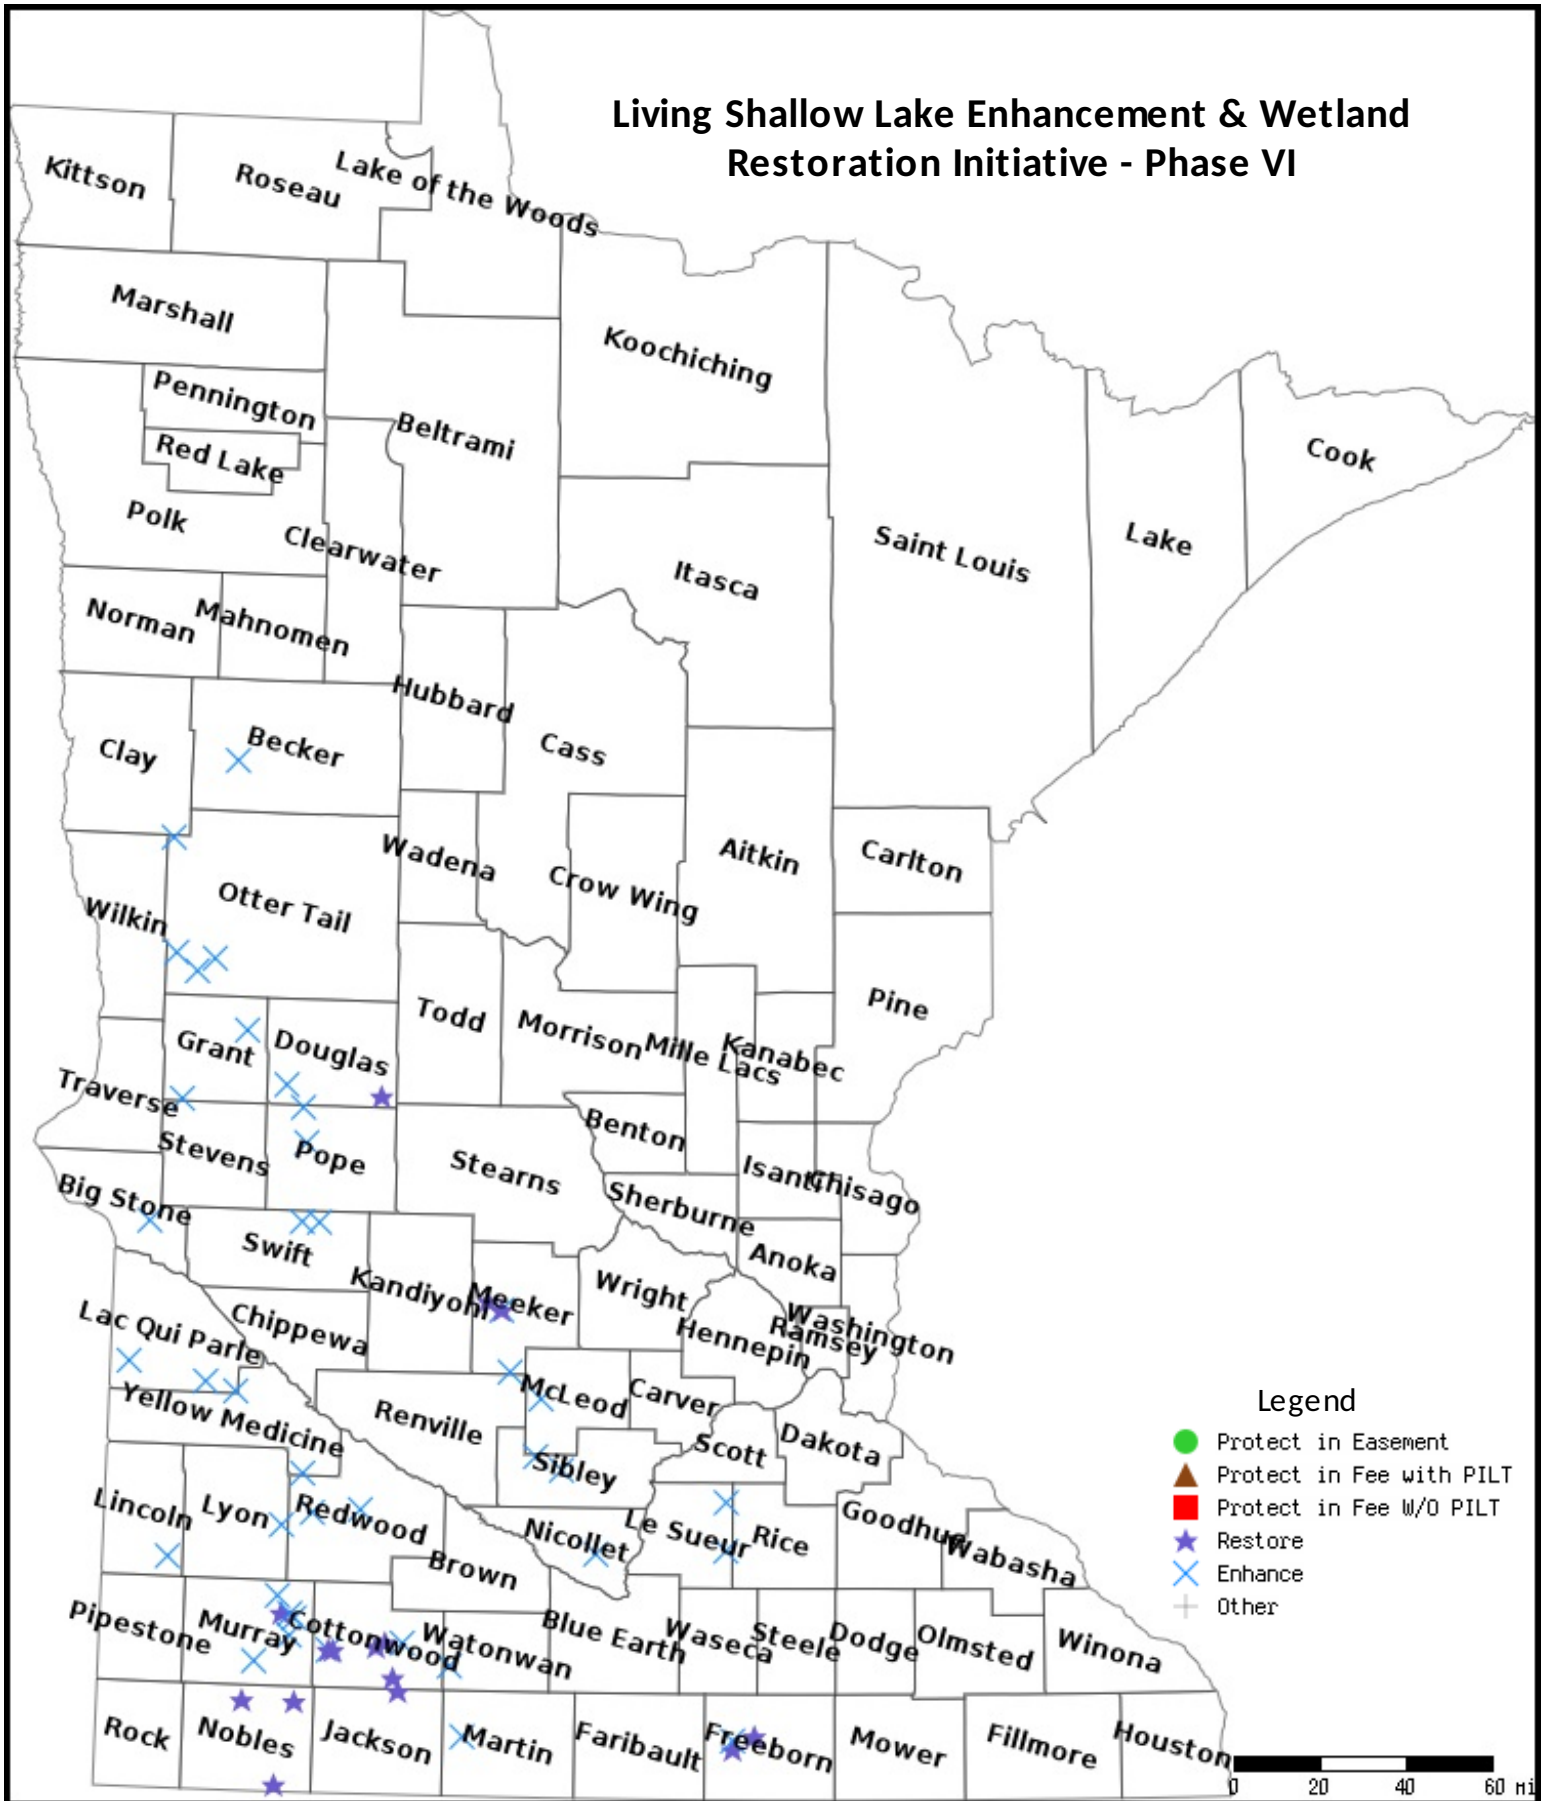 Living Shallow Lake Enhancement & Wetland
Restoration Initiative - Phase VI
Kittson
Roseau
Lake of the Woods
Marshall
Koochiching
Pennington
Beltrami
Red Lake
Cook
Polk
Clearwater
Saint Louis
Lake
Itasca
Norman
Mahnomen
Hubbard
Becker
Cass
Clay
Wadena
Crow Wing
Aitkin
Carlton
Otter Tail
Wilkin
Pine
Todd
Morrison
Mille Lacs
Kanabec
Grant
Douglas
Traverse
Benton
Stevens
Pope
Stearns
Isanti
Chisago
Big Stone
Sherburne
Swift
Anoka
Kandiyohi
Meeker
Wright
Washington
Ramsey
Hennepin
Lac Qui Parle
Chippewa
McLeod
Carver
Yellow Medicine
Renville
Scott
Dakota
Sibley
Lincoln
Lyon
Redwood
Nicollet
Le Sueur
Rice
Goodhue
Wabasha
Brown
Pipestone
Murray
Cottonwood
Watonwan
Blue Earth
Waseca
Steele
Dodge
Olmsted
Winona
Rock
Nobles
Jackson
Martin
Faribault
Freeborn
Mower
Fillmore
Houston
Legend
Protect in Easement
Protect in Fee with PILT
Protect in Fee W/O PILT
Restore
Enhance
Other
0 20 40 60 mi